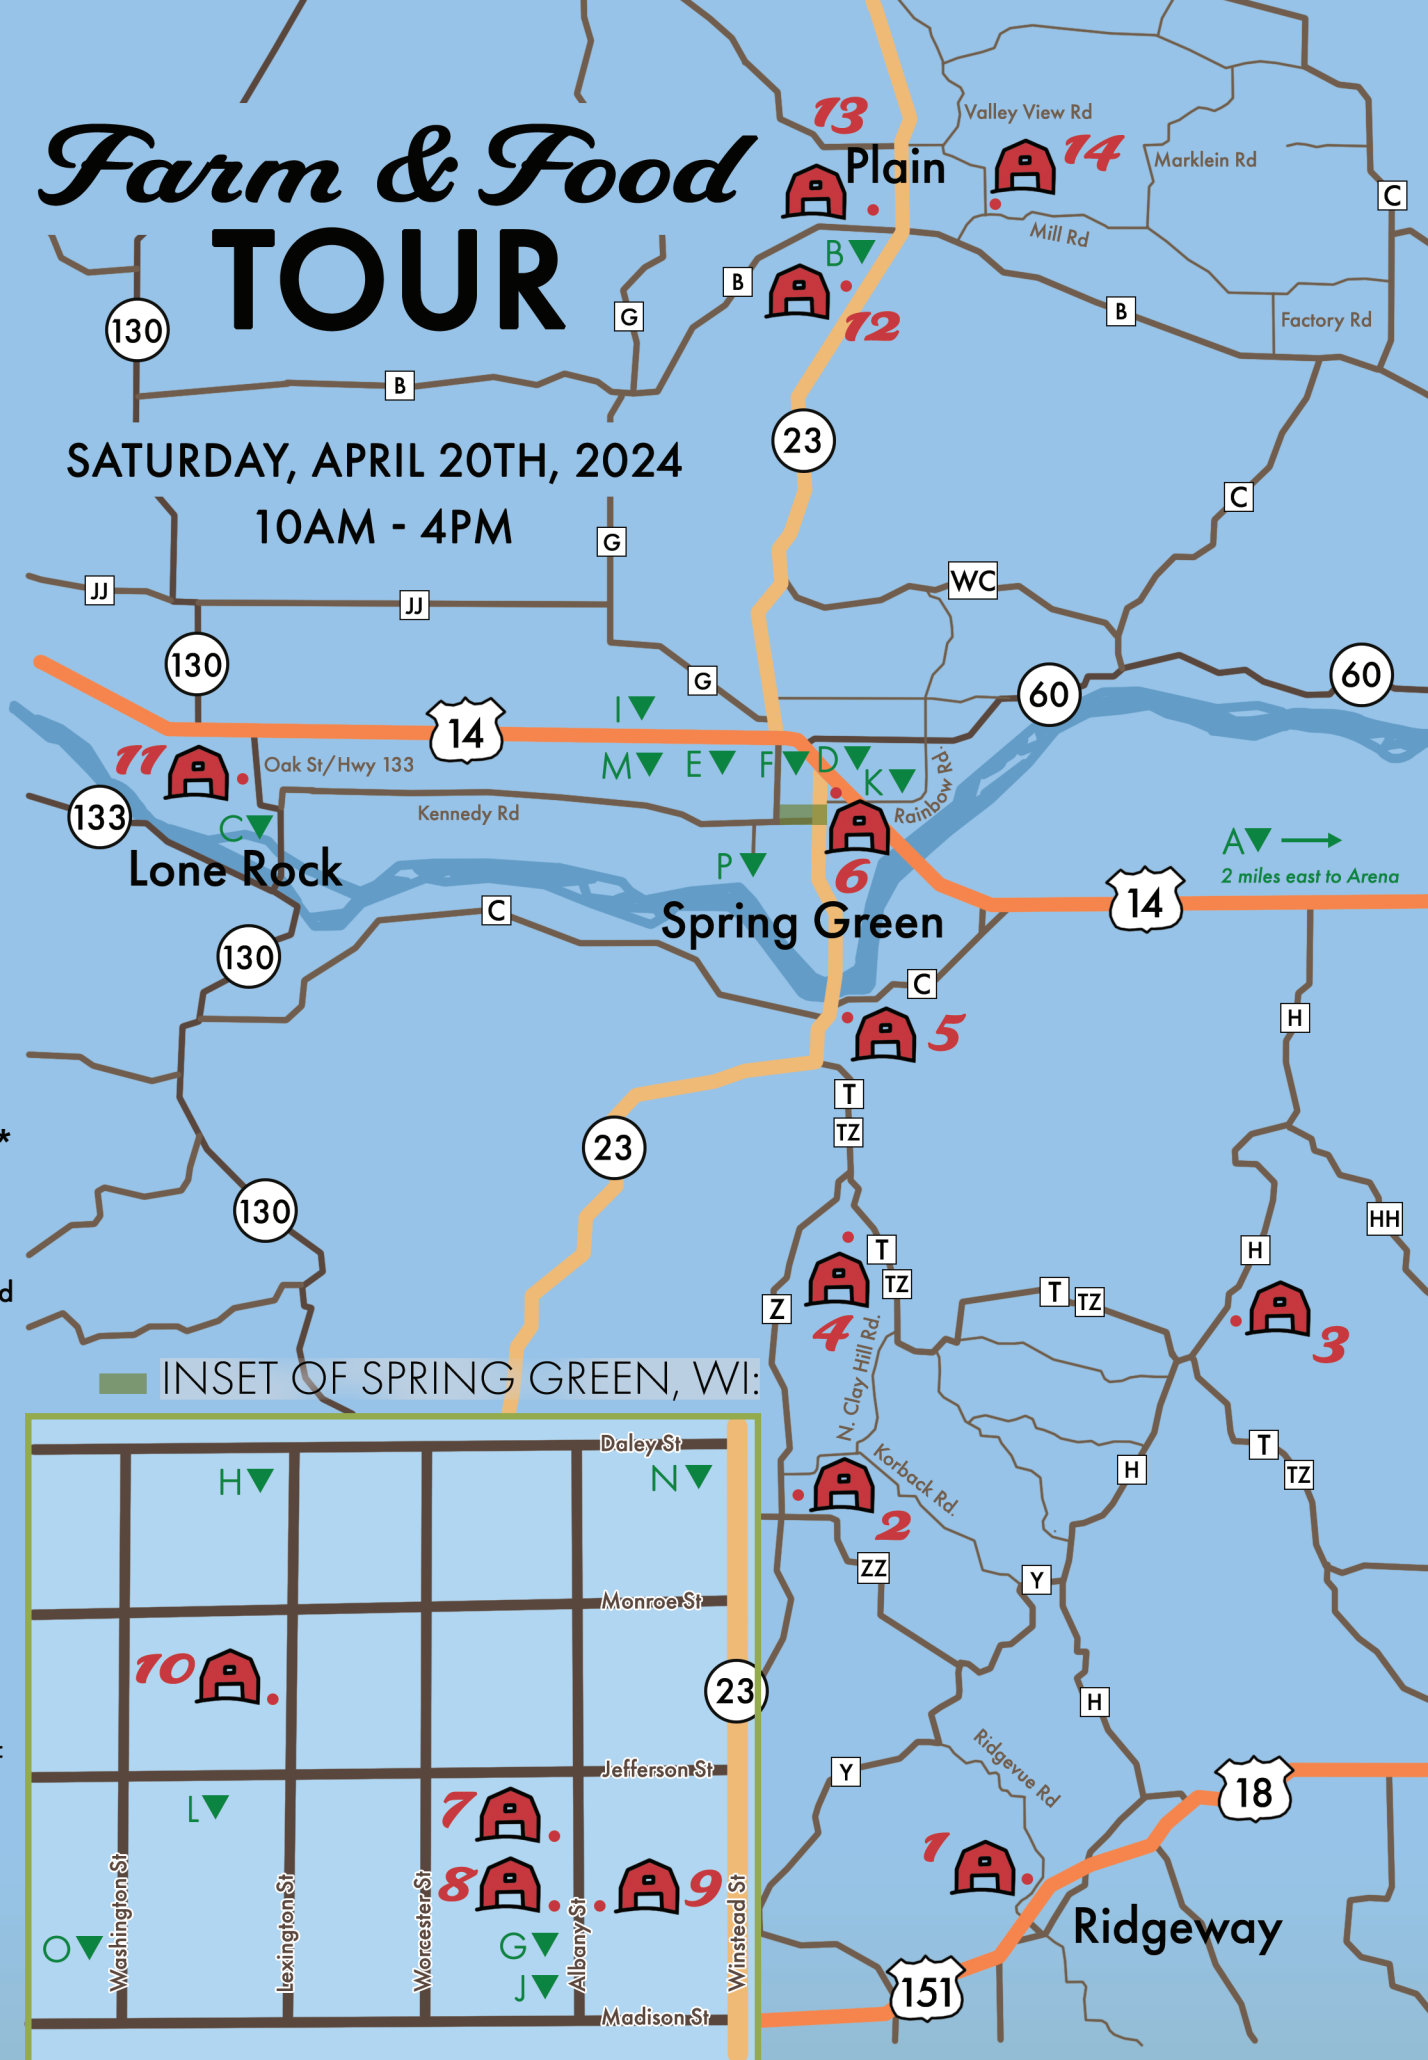 13
Valley View Rd
Plain
14
Marklein Rd
C
Farm & Food
TOUR
Mill Rd
B
B
G
B
12
Factory Rd
130
B
23
SATURDAY, APRIL 20TH, 2024
C
10AM - 4PM
G
JJ
JJ
WC
130
G
60
60
I
14
11
Oak St/Hwy 133
M
E
F
D
K
133
Kennedy Rd
Rainbow Rd.
C
P
A
Lone Rock
6
2 miles east to Arena
C
Spring Green
14
130
C
5
H
T
*
TZ
23
130
HH
T
H
TZ
d
Z
T
TZ
4
3
N. Clay Hill Rd.
INSET OF SPRING GREEN, WI:
Daley St
T
H
N
Korback Rd.
H
TZ
2
ZZ
Y
Monroe St
10
23
H
Ridgevue Rd
Jefferson St
Y
18
L
7
1
8
9
Washington St
Lexington St
Worcester St
Albany St
Winstead St
Ridgeway
O
G
J
151
Madison St